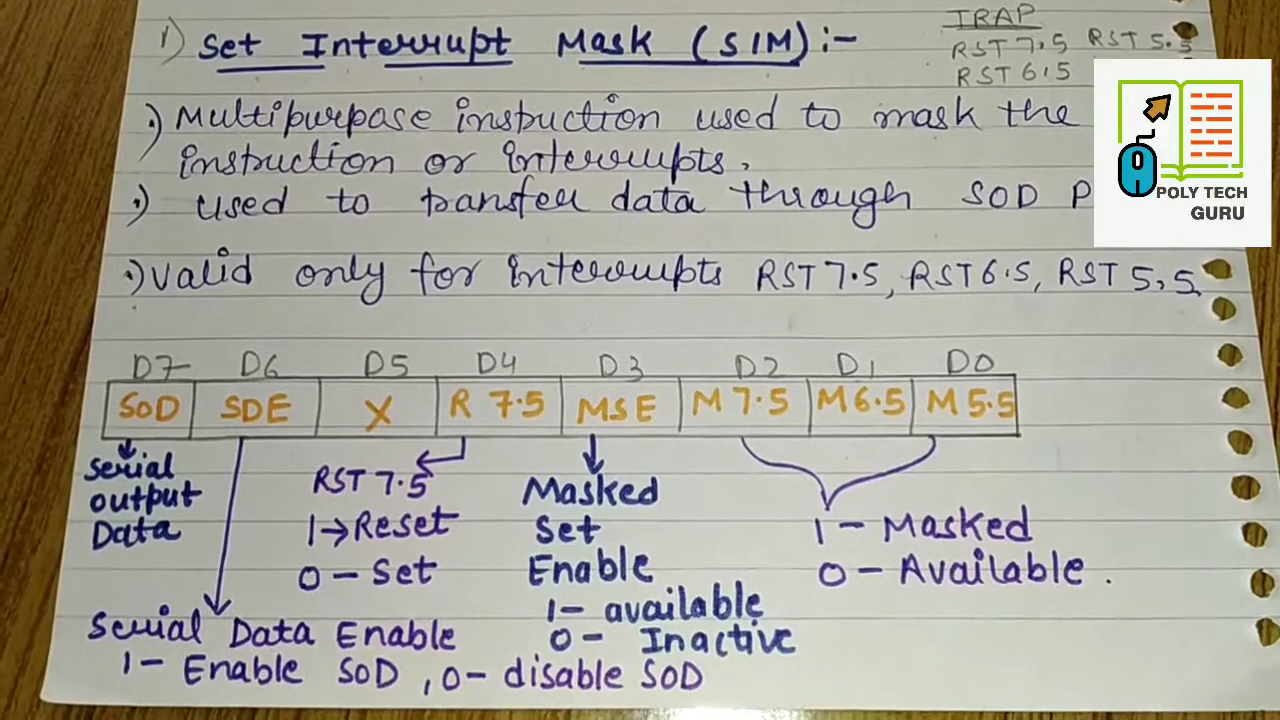 1) Set Interrupt Mask (SIM):-
TRAP
RST 7.5 RST 5.5
RST 6.5
•) Multipurpose instruction used to mask the
instruction or interrupts.
•) used to transfer data through SOD P
•) Valid only for interrupts RST 7.5, RST 6.5, RST 5.5
D7 D6 D5 D4 D3 D2 D1 D0
SOD SDE X R 7.5 MSE M 7.5 M 6.5 M 5.5
Serial
output
Data
RST 7.5
1→Reset
0 - Set
Masked
Set
Enable
1- available
0- Inactive
1 - Masked
0 - Available.
Serial Data Enable
1- Enable SOD, 0- disable SOD
POLY TECH
GURU